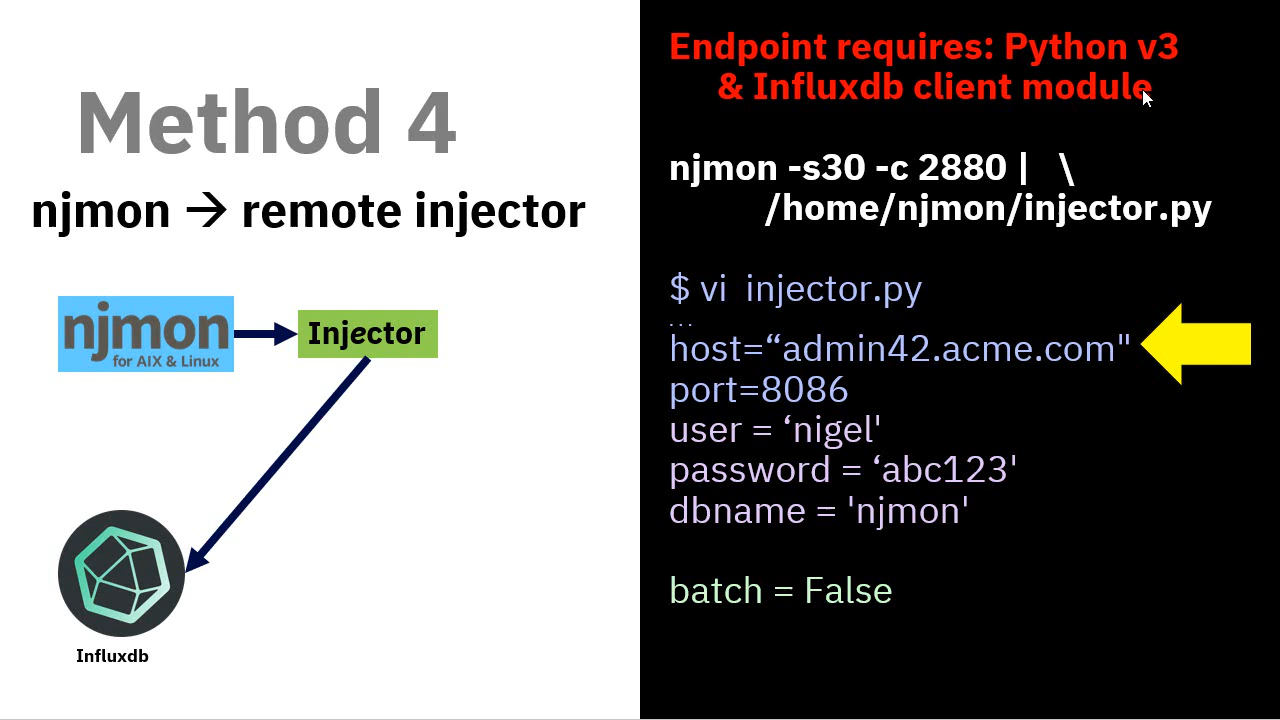 Method 4
njmon → remote injector
njmon
for AIX & Linux
Injector
Influxdb
Endpoint requires: Python v3
& Influxdb client module
njmon -s30 -c 2880 | \
/home/njmon/injector.py
$ vi injector.py
...
host=“admin42.acme.com"
port=8086
user = ‘nigel'
password = ‘abc123'
dbname = 'njmon'
batch = False